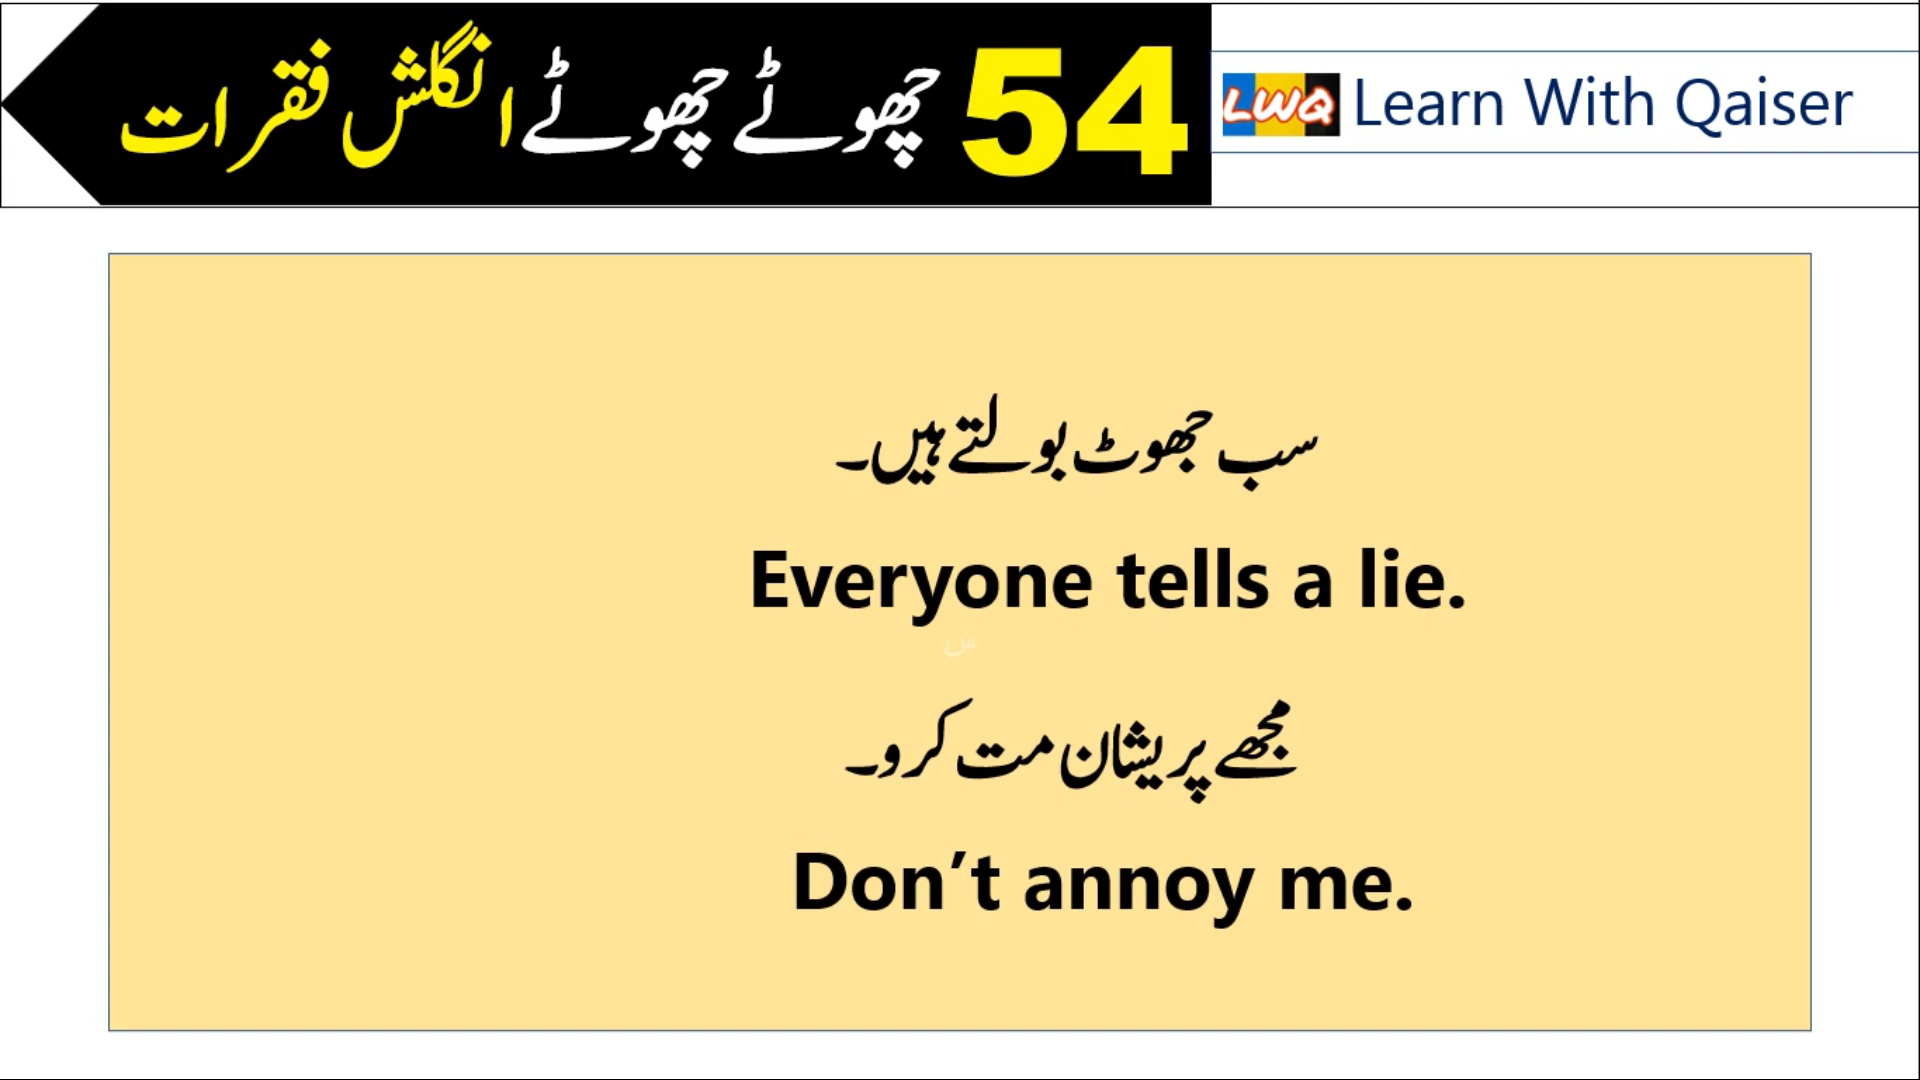 54 چھوٹے چھوٹے انگلش فقرات
LWQ Learn With Qaiser
سب جھوٹ بولتے ہیں۔
Everyone tells a lie.
س
مجھے پریشان مت کرو۔
Don’t annoy me.